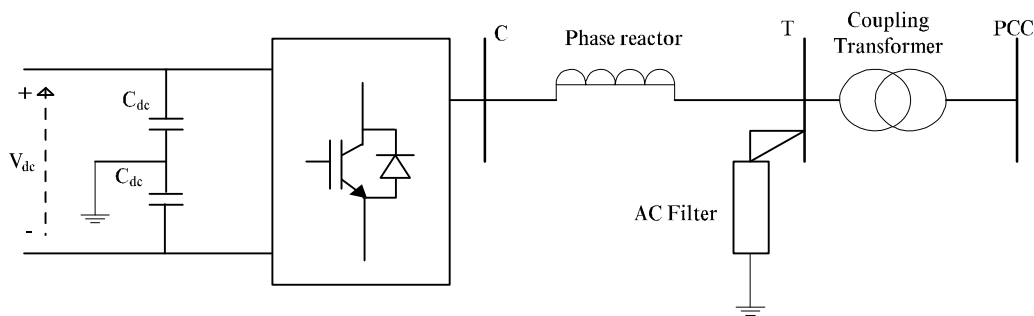 C
Phase reactor
T
Coupling
Transformer
PCC
+
C_dc
V_dc
C_dc
-
AC Filter